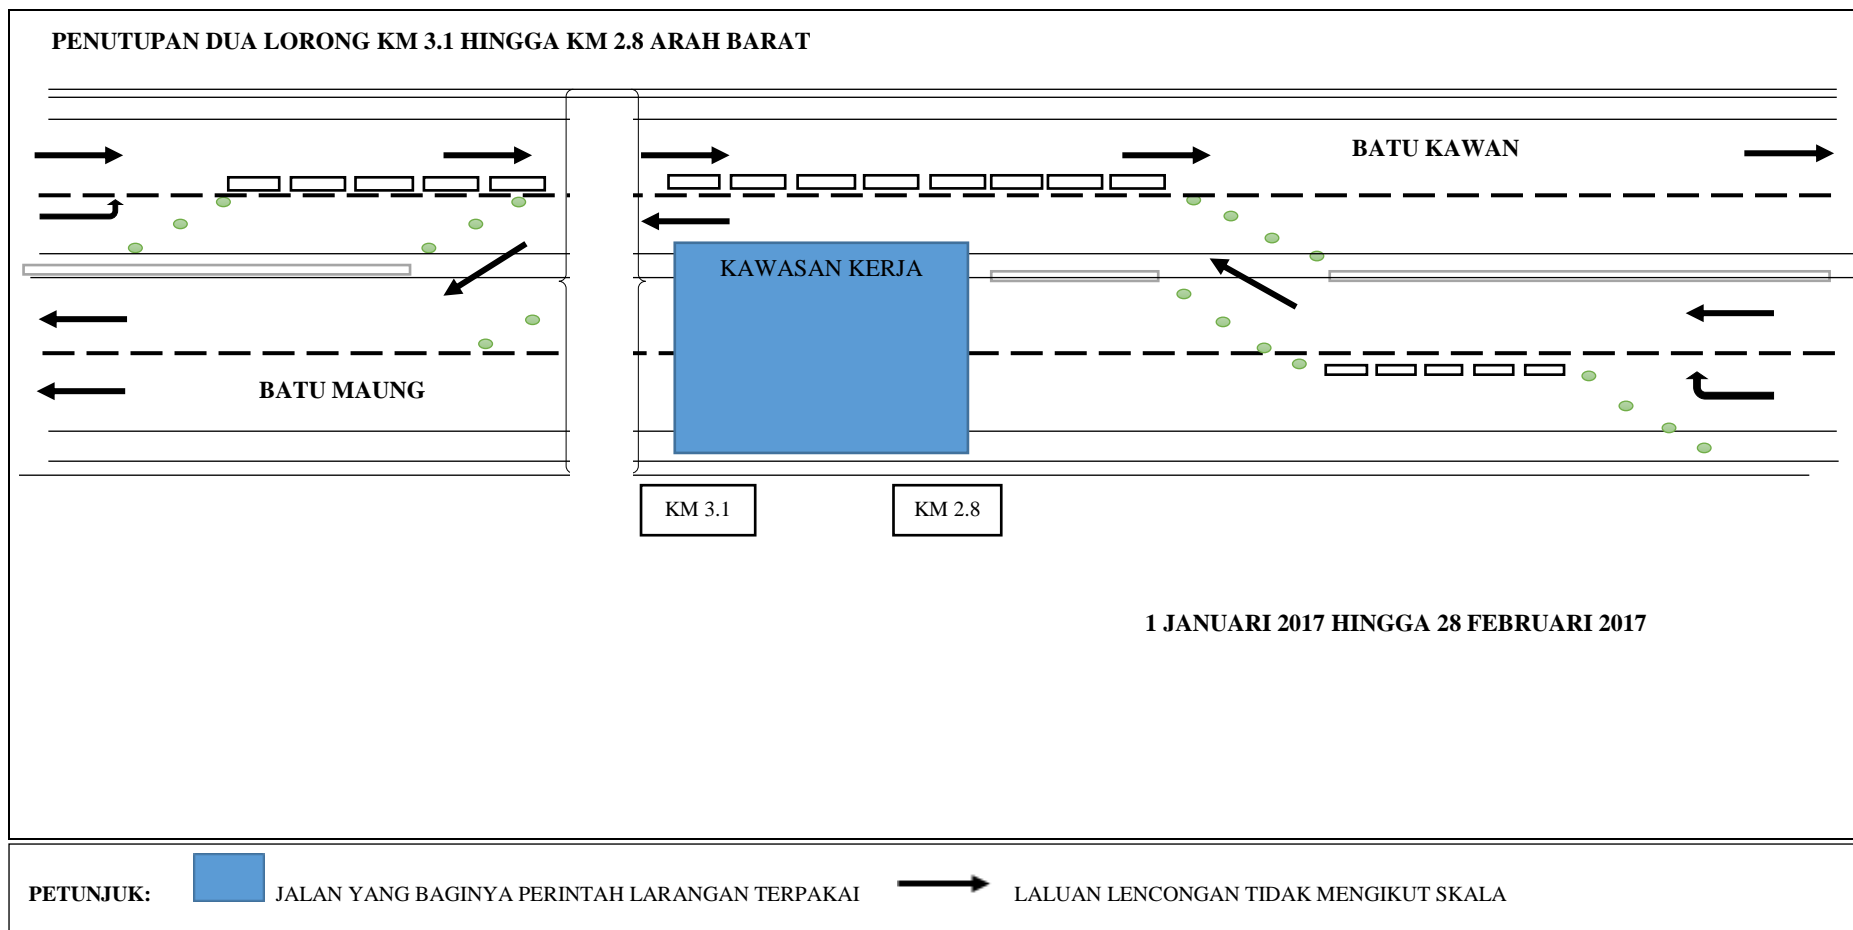 PENUTUPAN DUA LORONG KM 3.1 HINGGA KM 2.8 ARAH BARAT
BATU KAWAN
KAWASAN KERJA
BATU MAUNG
KM 3.1
KM 2.8
1 JANUARI 2017 HINGGA 28 FEBRUARI 2017
PETUNJUK:
JALAN YANG BAGINYA PERINTAH LARANGAN TERPAKAI
LALUAN LENCONGAN TIDAK MENGIKUT SKALA